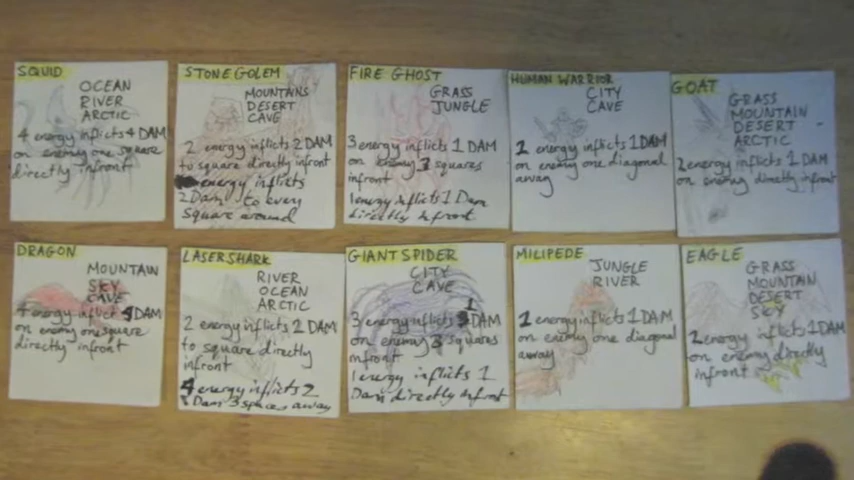 SQUID
OCEAN
RIVER
ARCTIC
4 energy inflicts 4 DAM
on enemy one square
directly infront
STONE GOLEM
MOUNTAINS
DESERT
CAVE
2 energy inflicts 2 DAM
to square directly infront
energy inflicts
2 Dam to every
square around
FIRE GHOST
GRASS
JUNGLE
3 energy inflicts 1 DAM
on enemy 3 squares
infront
1 energy inflicts 1 Dam
directly infront
HUMAN WARRIOR
CITY
CAVE
1 energy inflicts 1 DAM
on enemy one diagonal
away
GOAT
GRASS
MOUNTAIN
DESERT
ARCTIC
2 energy inflicts 1 DAM
on enemy directly infront
DRAGON
MOUNTAIN
SKY
CAVE
4 energy inflict 4 DAM
on enemy one square
directly infront
LASER SHARK
RIVER
OCEAN
ARCTIC
2 energy inflicts 2 DAM
to square directly
infront
4 energy inflicts 2
Dam 3 spaces away
GIANT SPIDER
CITY
CAVE
3 energy inflicts 1 DAM
on enemy 3 squares
infront
1 energy inflicts 1
Dam directly infront
MILIPEDE
JUNGLE
RIVER
1 energy inflicts 1 DAM
on enemy one diagonal
away
EAGLE
GRASS
MOUNTAIN
DESERT
SKY
2 energy inflicts 1 DAM
on enemy directly
infront